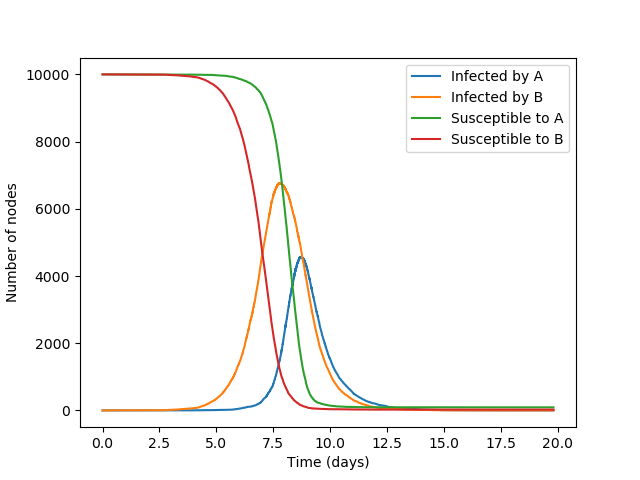 Infected by A
Infected by B
Susceptible to A
Susceptible to B
Number of nodes
10000
8000
6000
4000
2000
0
0.0 2.5 5.0 7.5 10.0 12.5 15.0 17.5 20.0
Time (days)